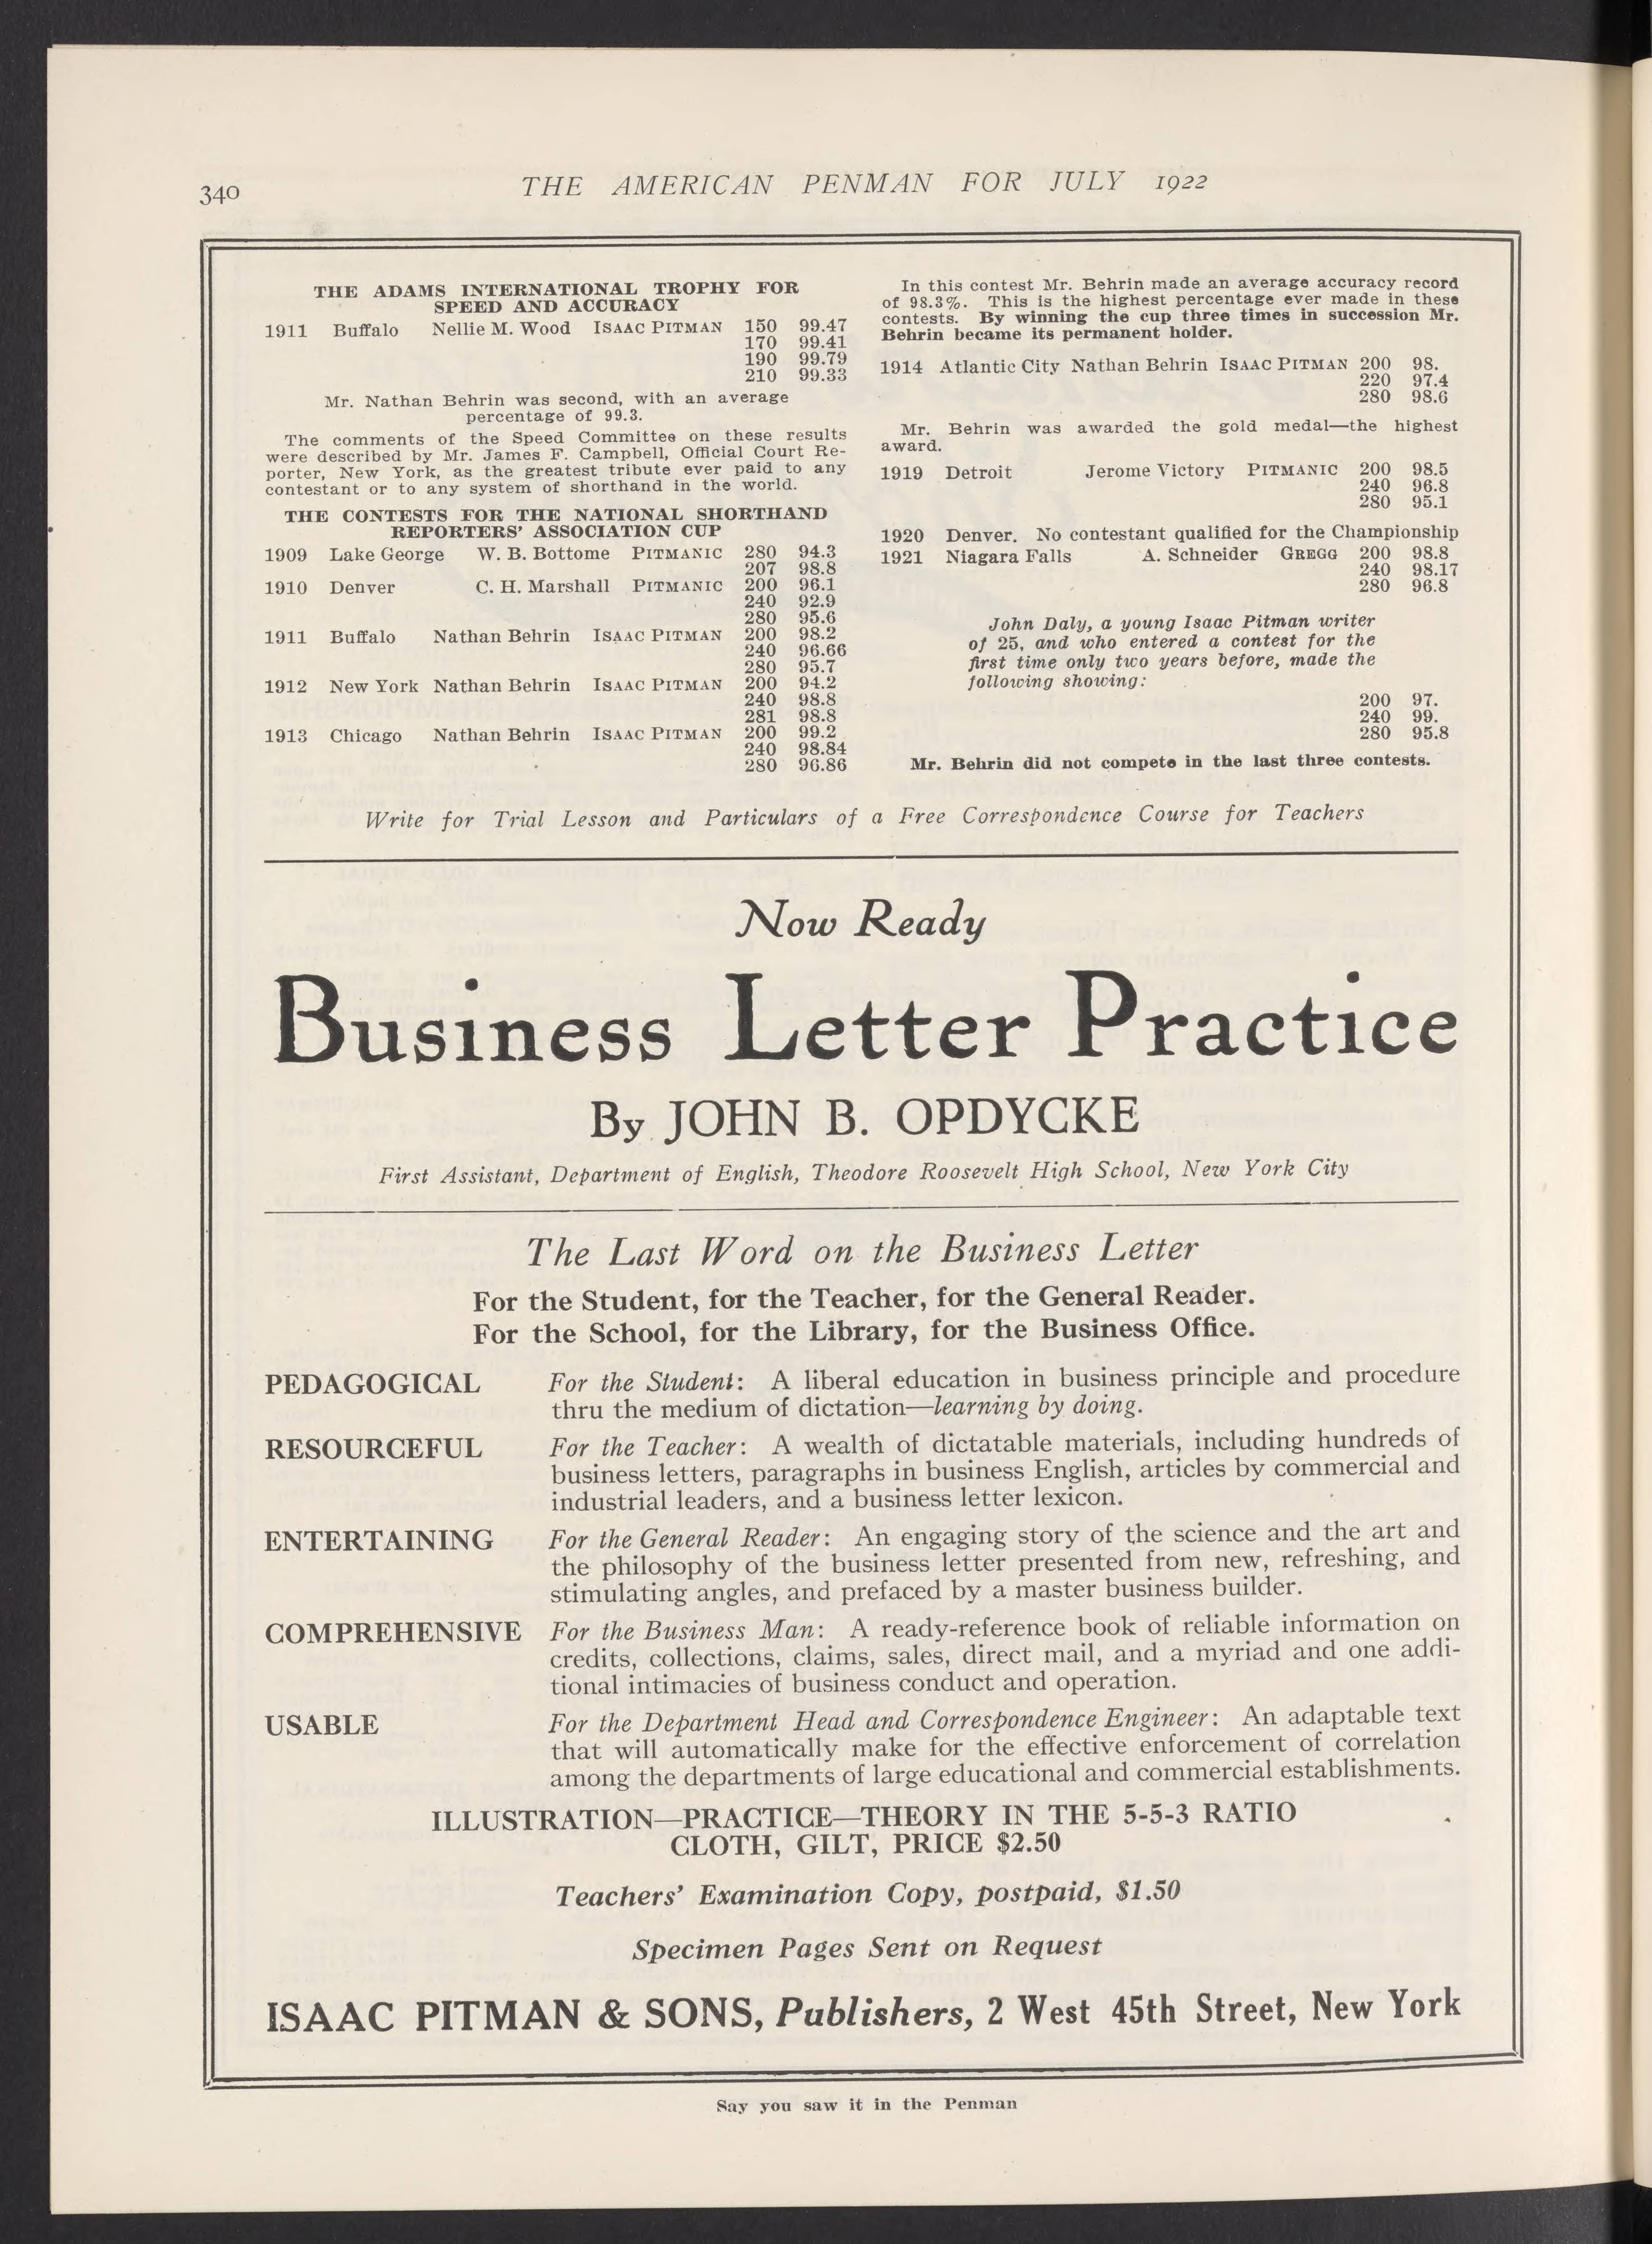 340
THE AMERICAN PENMAN FOR JULY 1922
THE ADAMS INTERNATIONAL TROPHY FOR
SPEED AND ACCURACY
1911 Buffalo Nellie M. Wood ISAAC PITMAN 150 99.47
170 99.41
190 99.79
210 99.33
Mr. Nathan Behrin was second, with an average
percentage of 99.3.
The comments of the Speed Committee on these results
were described by Mr. James F. Campbell, Official Court Re-
porter, New York, as the greatest tribute ever paid to any
contestant or to any system of shorthand in the world.
THE CONTESTS FOR THE NATIONAL SHORTHAND
REPORTERS' ASSOCIATION CUP
1909 Lake George W. B. Bottome PITMANIC 280 94.3
207 98.8
1910 Denver C. H. Marshall PITMANIC 200 96.1
240 92.9
280 95.6
1911 Buffalo Nathan Behrin ISAAC PITMAN 200 98.2
240 96.66
280 95.7
1912 New York Nathan Behrin ISAAC PITMAN 200 94.2
240 98.8
281 98.8
1913 Chicago Nathan Behrin ISAAC PITMAN 200 99.2
240 98.84
280 96.86
In this contest Mr. Behrin made an average accuracy record
of 98.3%. This is the highest percentage ever made in these
contests. By winning the cup three times in succession Mr.
Behrin became its permanent holder.
1914 Atlantic City Nathan Behrin ISAAC PITMAN 200 98.
220 97.4
280 98.6
Mr. Behrin was awarded the gold medal—the highest
award.
1919 Detroit Jerome Victory PITMANIC 200 98.5
240 96.8
280 95.1
1920 Denver. No contestant qualified for the Championship
1921 Niagara Falls A. Schneider GREGG 200 98.8
240 98.17
280 96.8
John Daly, a young Isaac Pitman writer
of 25, and who entered a contest for the
first time only two years before, made the
following showing:
200 97.
240 99.
280 95.8
Mr. Behrin did not compete in the last three contests.
Write for Trial Lesson and Particulars of a Free Correspondence Course for Teachers
Now Ready
Business Letter Practice
By JOHN B. OPDYCKE
First Assistant, Department of English, Theodore Roosevelt High School, New York City
The Last Word on the Business Letter
For the Student, for the Teacher, for the General Reader.
For the School, for the Library, for the Business Office.
PEDAGOGICAL For the Student: A liberal education in business principle and procedure
thru the medium of dictation—learning by doing.
RESOURCEFUL For the Teacher: A wealth of dictatable materials, including hundreds of
business letters, paragraphs in business English, articles by commercial and
industrial leaders, and a business letter lexicon.
ENTERTAINING For the General Reader: An engaging story of the science and the art and
the philosophy of the business letter presented from new, refreshing, and
stimulating angles, and prefaced by a master business builder.
COMPREHENSIVE For the Business Man: A ready-reference book of reliable information on
credits, collections, claims, sales, direct mail, and a myriad and one addi-
tional intimacies of business conduct and operation.
USABLE For the Department Head and Correspondence Engineer: An adaptable text
that will automatically make for the effective enforcement of correlation
among the departments of large educational and commercial establishments.
ILLUSTRATION—PRACTICE—THEORY IN THE 5-5-3 RATIO
CLOTH, GILT, PRICE $2.50
Teachers' Examination Copy, postpaid, $1.50
Specimen Pages Sent on Request
ISAAC PITMAN & SONS, Publishers, 2 West 45th Street, New York
Say you saw it in the Penman